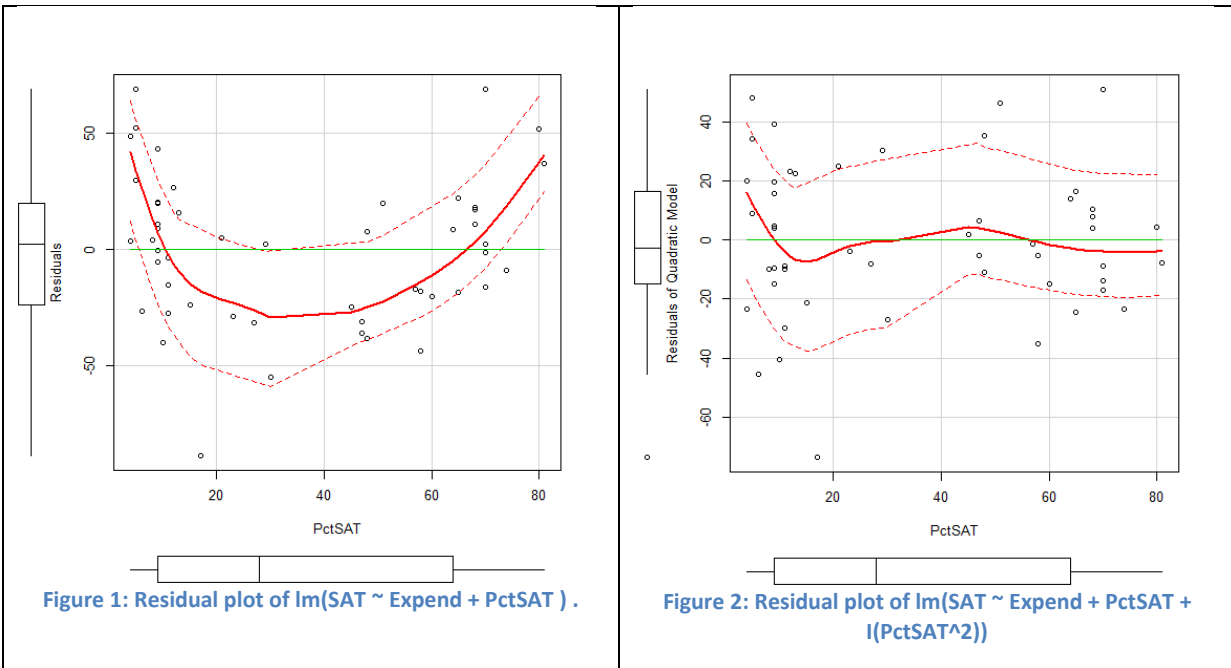 50
0
-50
Residuals
20
40
60
80
PctSAT
Figure 1: Residual plot of lm(SAT ~ Expend + PctSAT ) .
40
20
0
-20
-40
-60
Residuals of Quadratic Model
20
40
60
80
PctSAT
Figure 2: Residual plot of lm(SAT ~ Expend + PctSAT +
I(PctSAT^2))